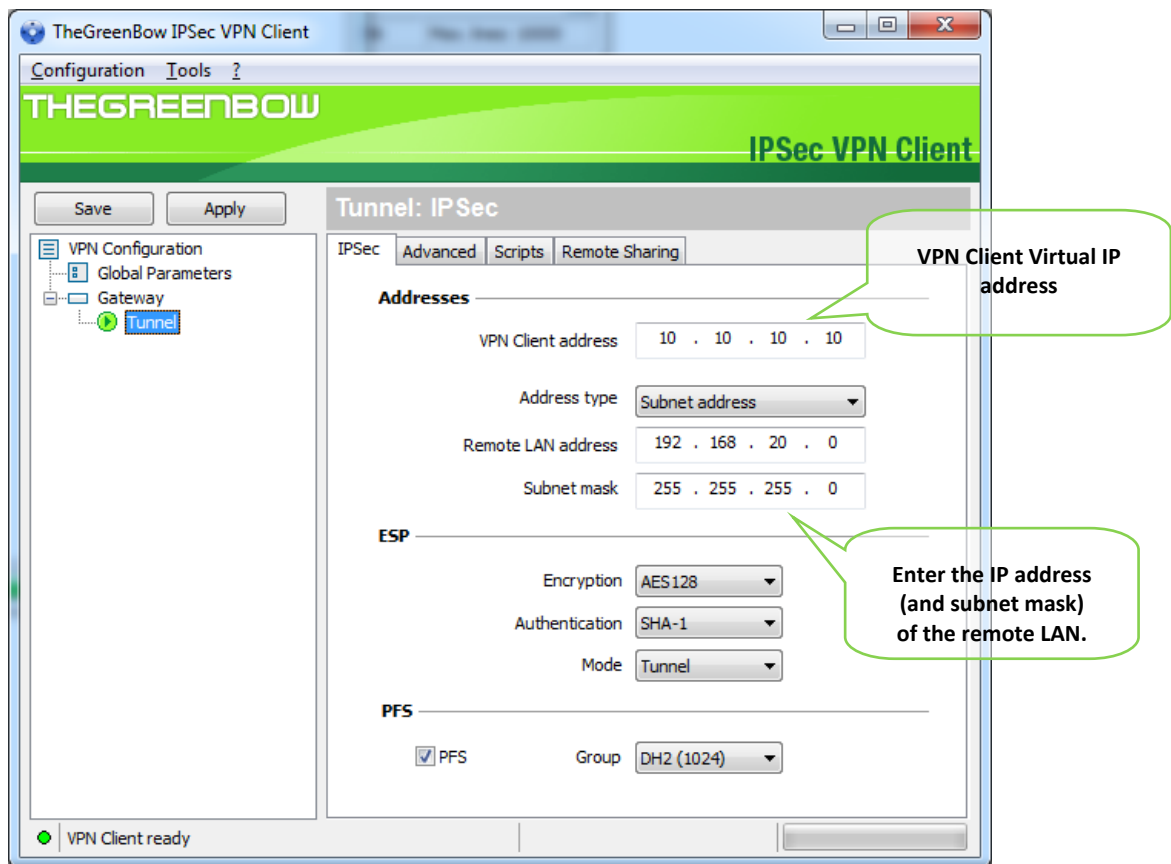 TheGreenBow IPSec VPN Client
Configuration Tools ?
THEGREENBOW
IPSec VPN Client
Save Apply
Tunnel: IPSec
VPN Configuration
Global Parameters
Gateway
Tunnel
IPSec Advanced Scripts Remote Sharing
VPN Client Virtual IP
address
Addresses
VPN Client address 10 . 10 . 10 . 10
Address type Subnet address
Remote LAN address 192 . 168 . 20 . 0
Subnet mask 255 . 255 . 255 . 0
ESP
Encryption AES128
Authentication SHA-1
Mode Tunnel
Enter the IP address
(and subnet mask)
of the remote LAN.
PFS
PFS Group DH2 (1024)
VPN Client ready